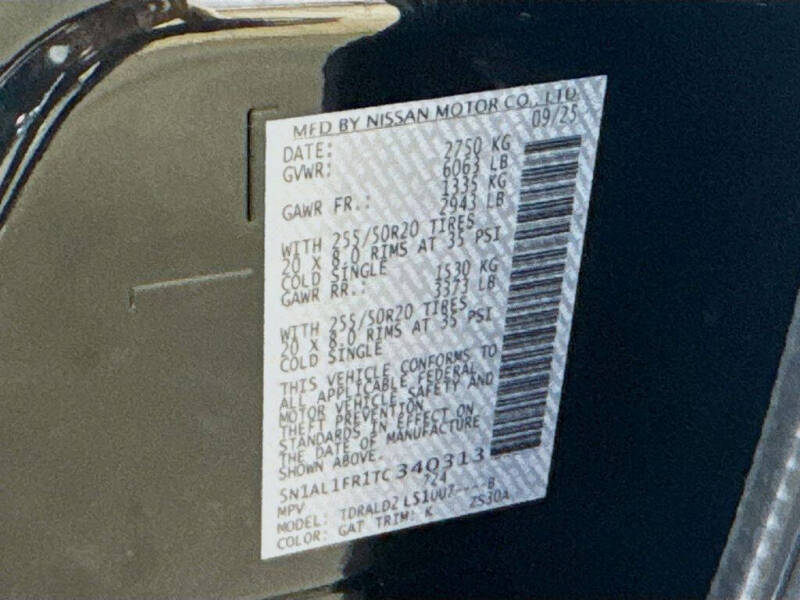 MFD BY NISSAN MOTOR CO., LTD
DATE: 09/25
GVWR: 2750 KG
6063 LB
GAWR FR.: 1335 KG
2943 LB
WITH 255/50R20 TIRES
20 X 8.0 RIMS AT 35 PSI
COLD SINGLE
GAWR RR.: 1530 KG
3373 LB
WITH 255/50R20 TIRES
20 X 8.0 RIMS AT 35 PSI
COLD SINGLE
THIS VEHICLE CONFORMS TO
ALL APPLICABLE FEDERAL
MOTOR VEHICLE SAFETY AND
THEFT PREVENTION
STANDARDS IN EFFECT ON
THE DATE OF MANUFACTURE
SHOWN ABOVE.
5N1AL1FR1TC340313
MPV 724
MODEL: B
COLOR: GAT TRIM: K 2S30A